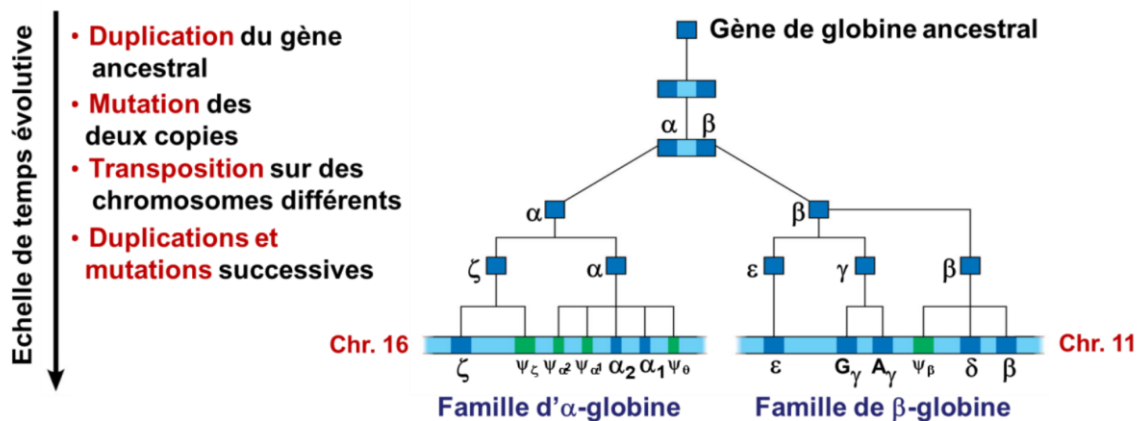 Echelle de temps évolutive
• Duplication du gène
ancestral
• Mutation des
deux copies
• Transposition sur des
chromosomes différents
• Duplications et
mutations successives
Gène de globine ancestral
α β
α β
ζ α ε γ β
Chr. 16 Chr. 11
ζ ψζ ψα2 ψα1 α2 α1 ψθ ε Gγ Aγ ψβ δ β
Famille d'α-globine Famille de β-globine